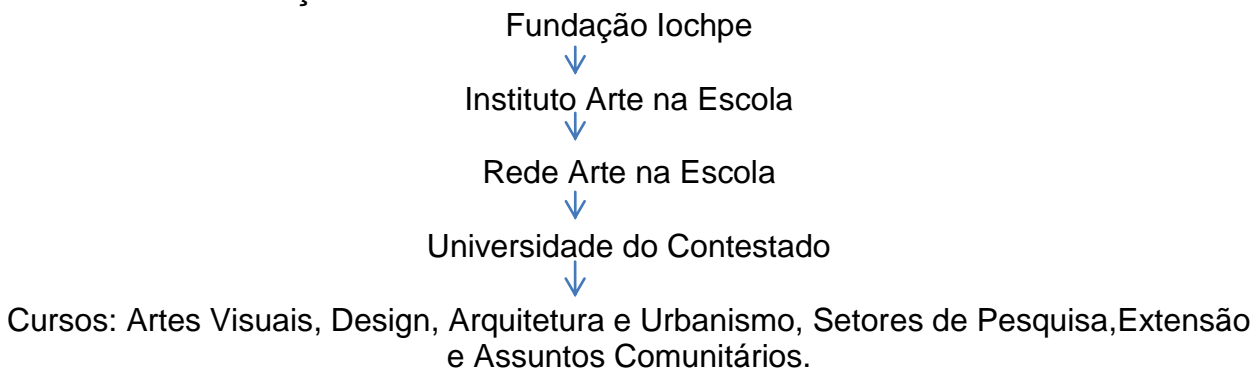 Fundação Iochpe
Instituto Arte na Escola
Rede Arte na Escola
Universidade do Contestado
Cursos: Artes Visuais, Design, Arquitetura e Urbanismo, Setores de Pesquisa,Extensão
e Assuntos Comunitários.